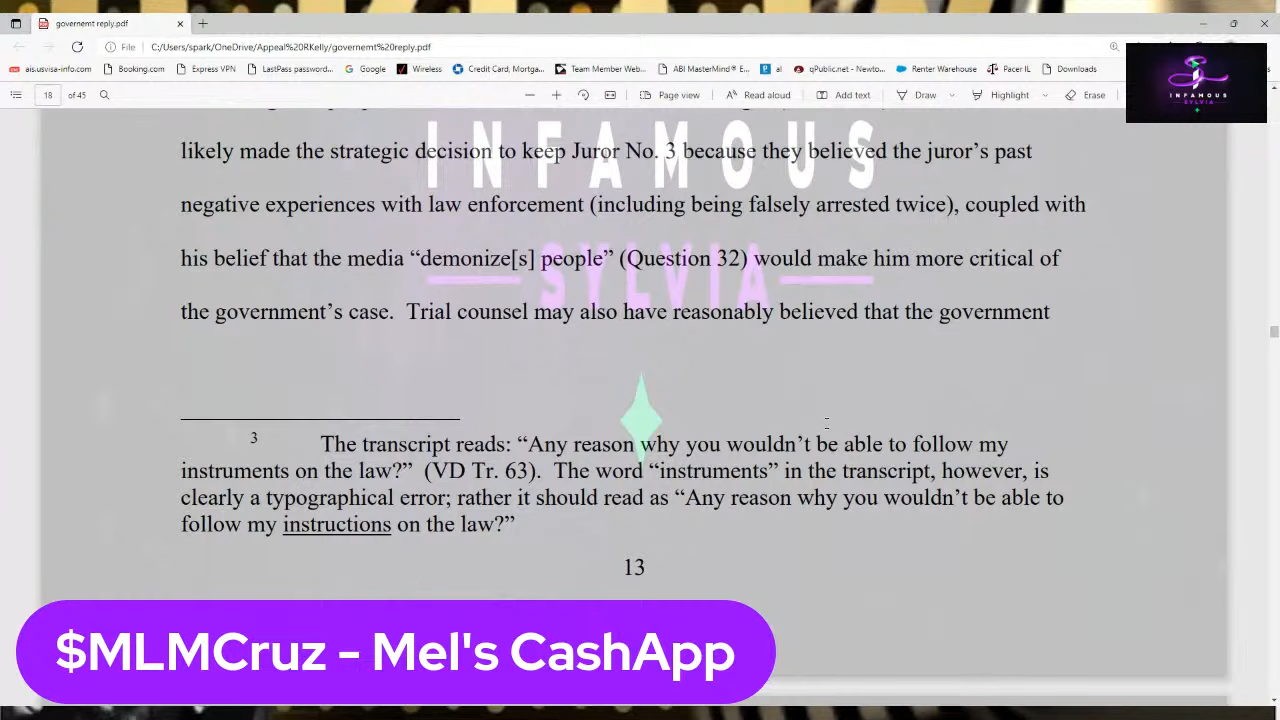 governemt reply.pdf
File
C:/Users/spark/OneDrive/Appeal%20RKelly/governemt%20reply.pdf
ais.usvisa-info.com
Booking.com
Express VPN
LastPass password...
Google
Wireless
Credit Card, Mortga...
Team Member Web...
ABI MasterMind® E...
al
qPublic.net - Newto...
Renter Warehouse
Pacer IL
Downloads
18 of 45
Page view
Read aloud
Add text
Draw
Highlight
Erase
INFAMOUS
SYLVIA
likely made the strategic decision to keep Juror No. 3 because they believed the juror’s past
INFAMOUS
negative experiences with law enforcement (including being falsely arrested twice), coupled with
his belief that the media “demonize[s] people” (Question 32) would make him more critical of
SYLVIA
the government’s case. Trial counsel may also have reasonably believed that the government
3 The transcript reads: “Any reason why you wouldn’t be able to follow my
instruments on the law?” (VD Tr. 63). The word “instruments” in the transcript, however, is
clearly a typographical error; rather it should read as “Any reason why you wouldn’t be able to
follow my instructions on the law?”
13
$MLMCruz - Mel's CashApp